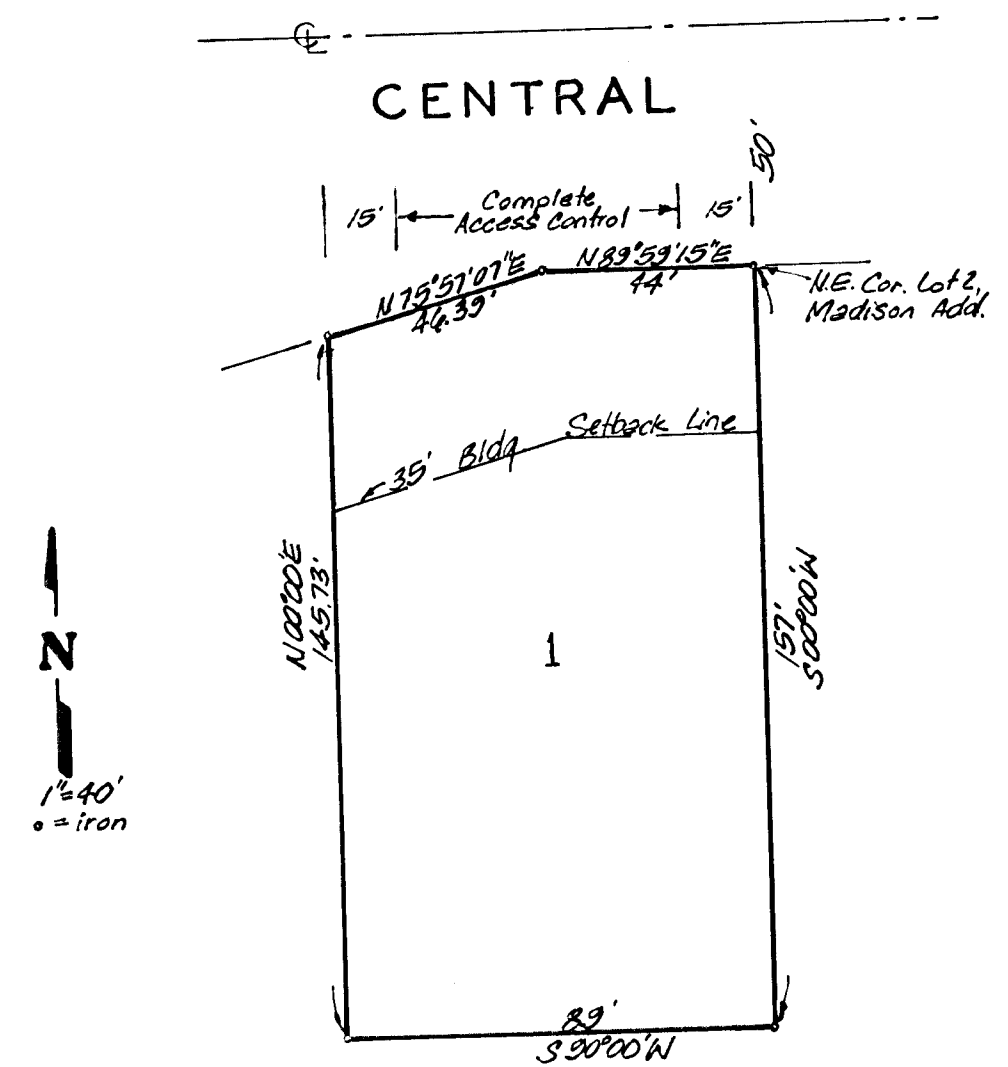 CL
CENTRAL
50'
15'
Complete
Access Control
15'
N75°57'07"E
46.39'
N89°59'15"E
44'
N.E. Cor. Lot 2,
Madison Add.
35' Bldg Setback Line
N00°00'E
145.73'
1
157'
S00°00'W
N
1"=40'
o = iron
89'
S90°00'W